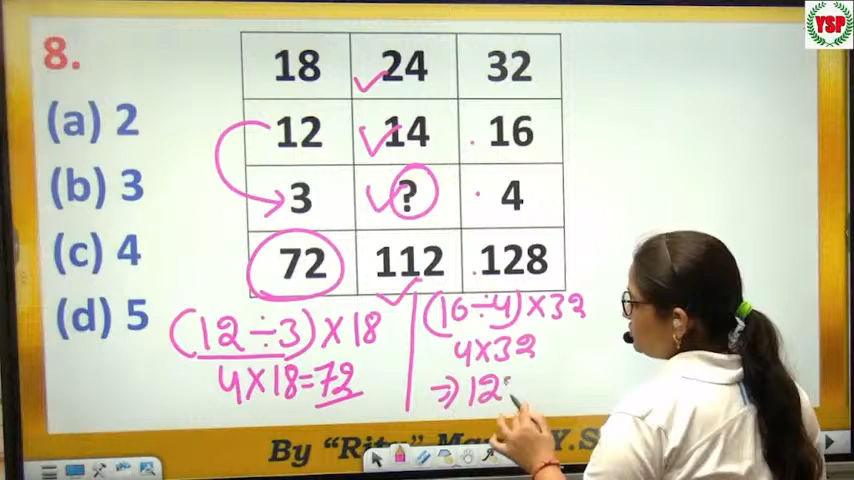 YSP
8.
18 24 32
(a) 2
12 14 16
(b) 3
3 ? 4
(c) 4
72 112 128
(d) 5
(12 ÷ 3) × 18
4 × 18 = 72
(16 ÷ 4) × 32
4 × 32
⇒ 12
By "